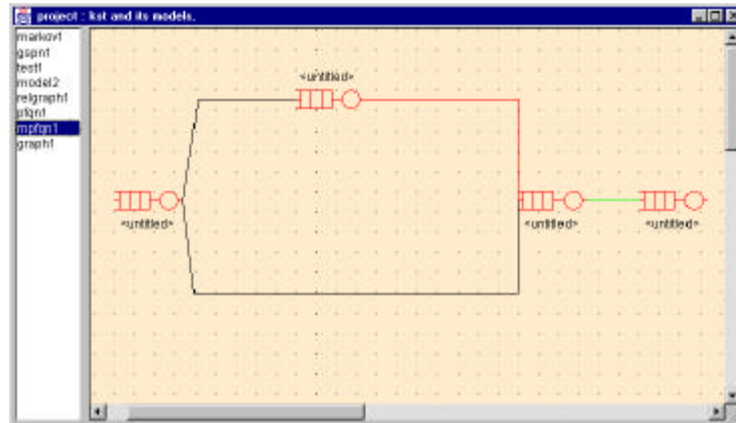 project : kst and its models.
markov1
gspn1
test1
model2
relgraph1
pfqn1
mpfqn1
graph1
<untitled>
<untitled>
<untitled>
<untitled>